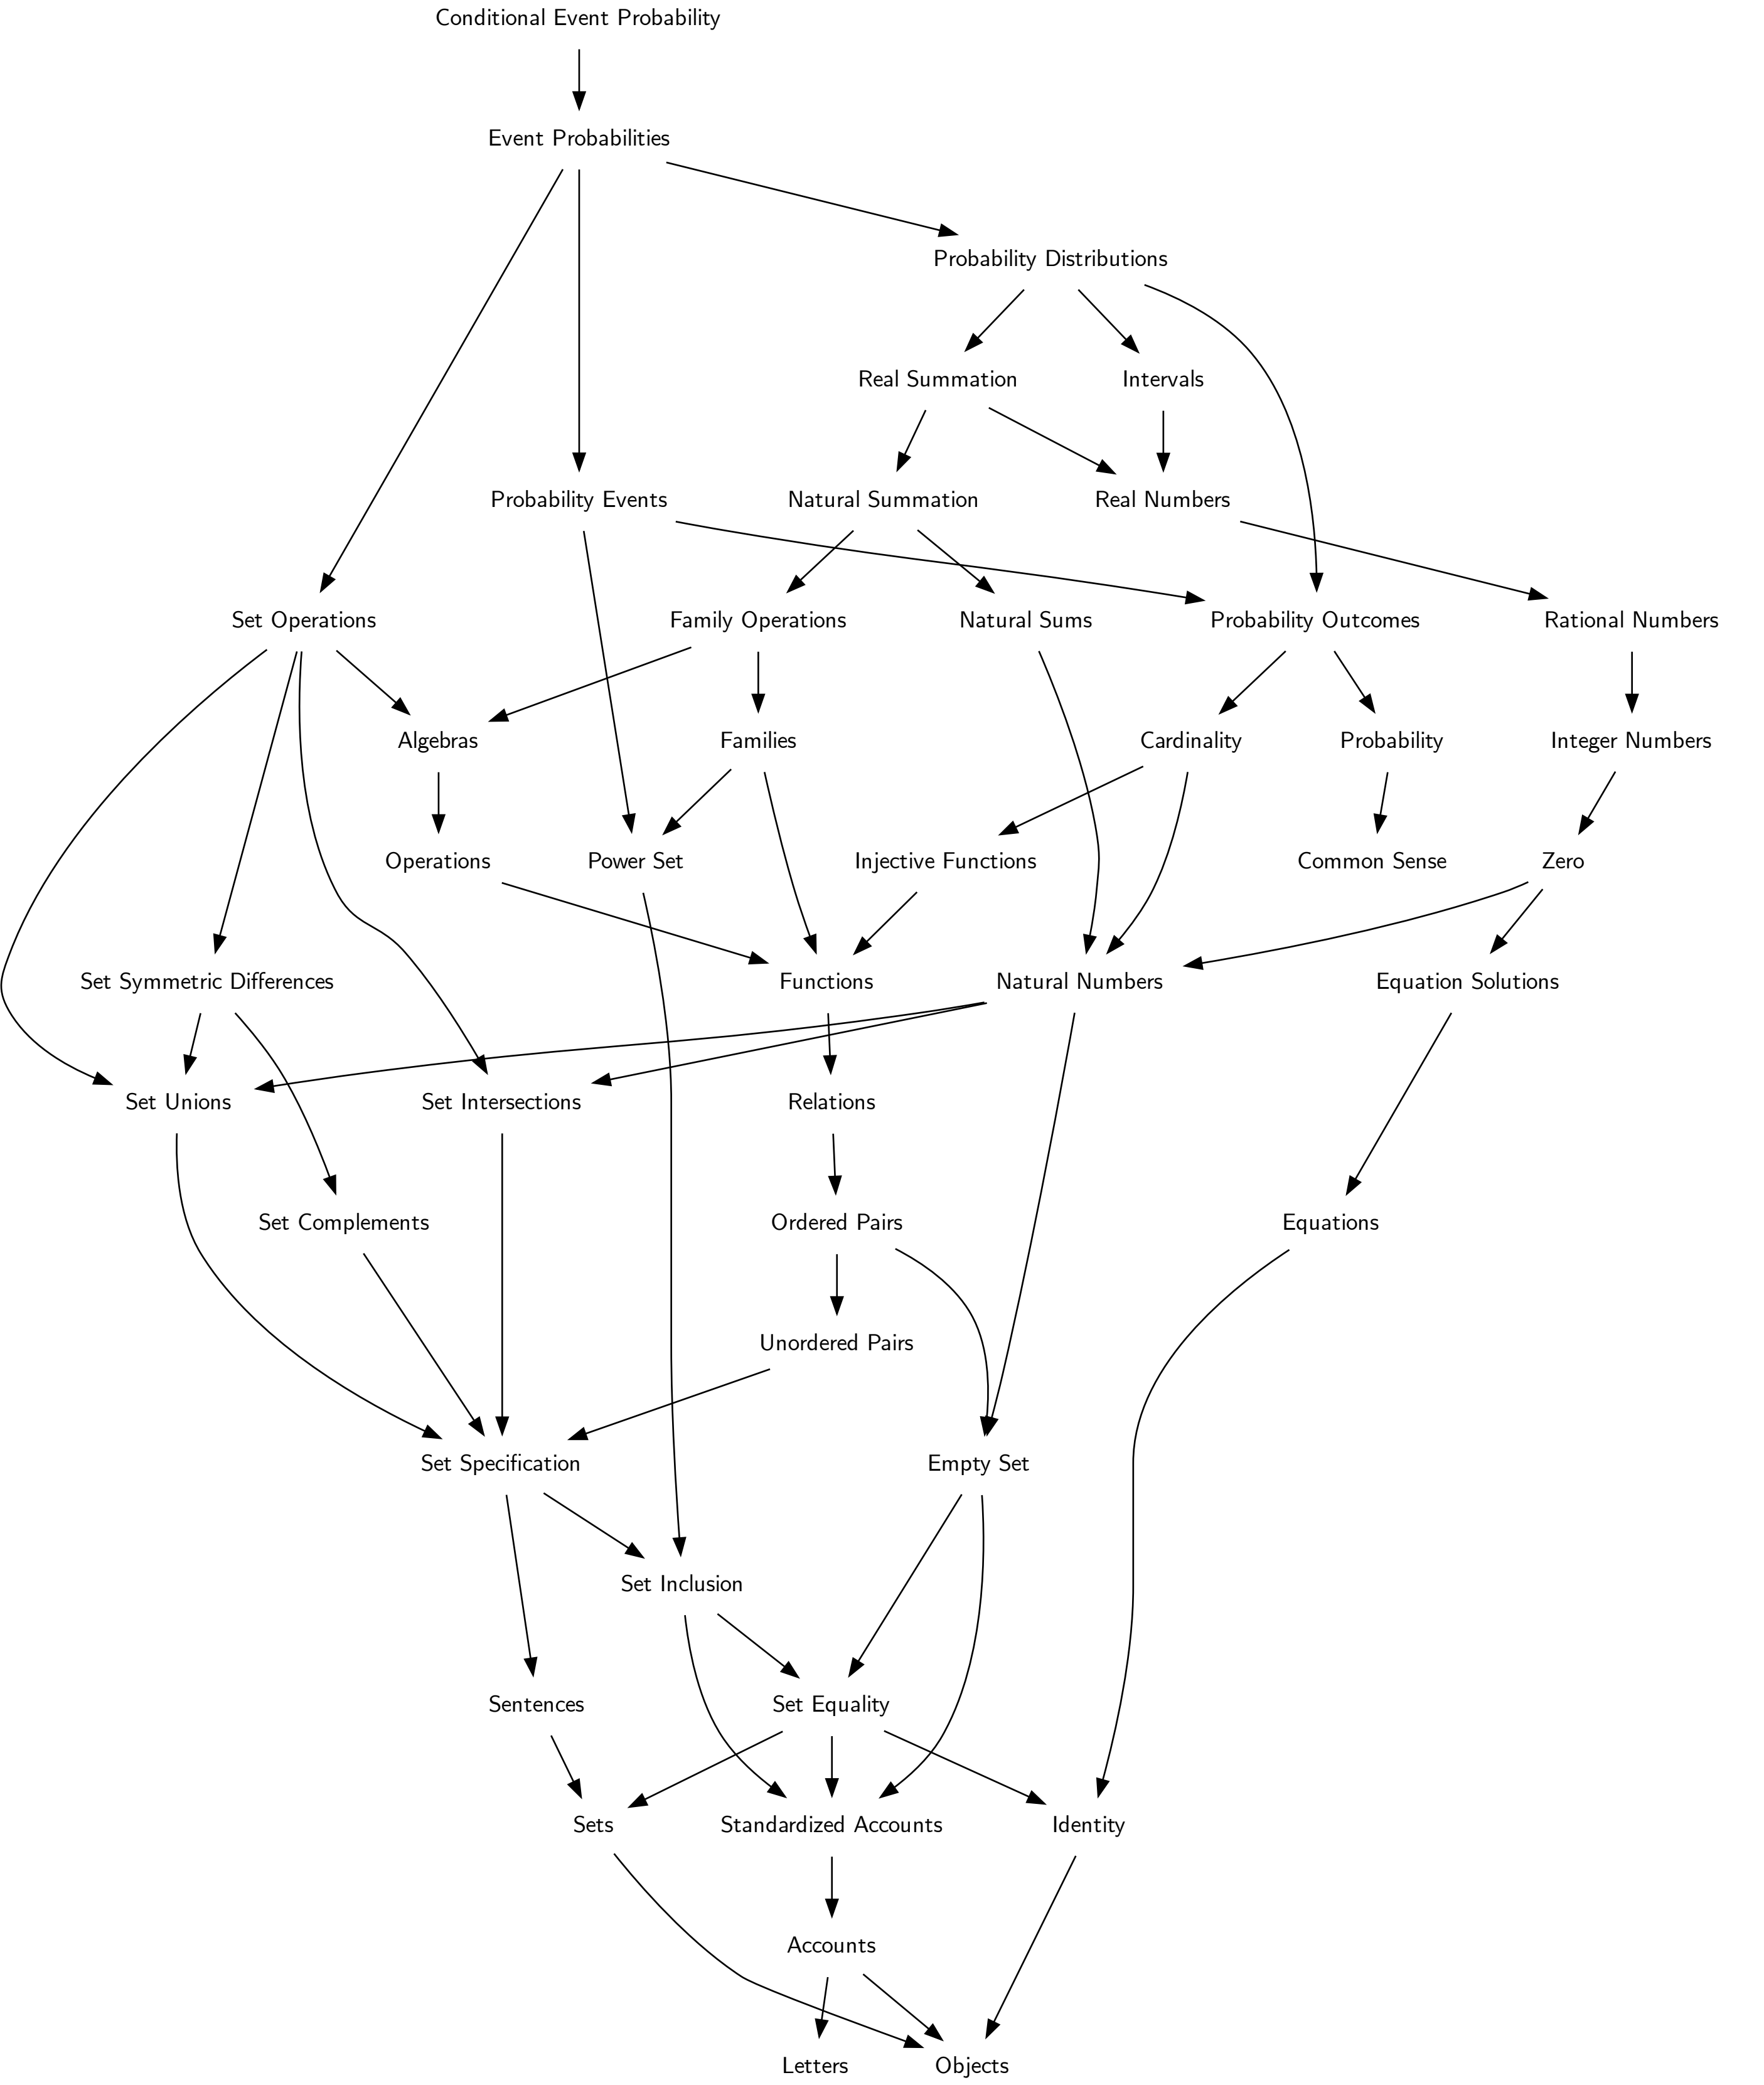 Conditional Event Probability
Event Probabilities
Probability Distributions
Real Summation
Intervals
Probability Events
Natural Summation
Real Numbers
Set Operations
Family Operations
Natural Sums
Probability Outcomes
Rational Numbers
Algebras
Families
Cardinality
Probability
Integer Numbers
Operations
Power Set
Injective Functions
Common Sense
Zero
Set Symmetric Differences
Functions
Natural Numbers
Equation Solutions
Set Unions
Set Intersections
Relations
Set Complements
Ordered Pairs
Equations
Unordered Pairs
Set Specification
Empty Set
Set Inclusion
Sentences
Set Equality
Sets
Standardized Accounts
Identity
Accounts
Letters
Objects